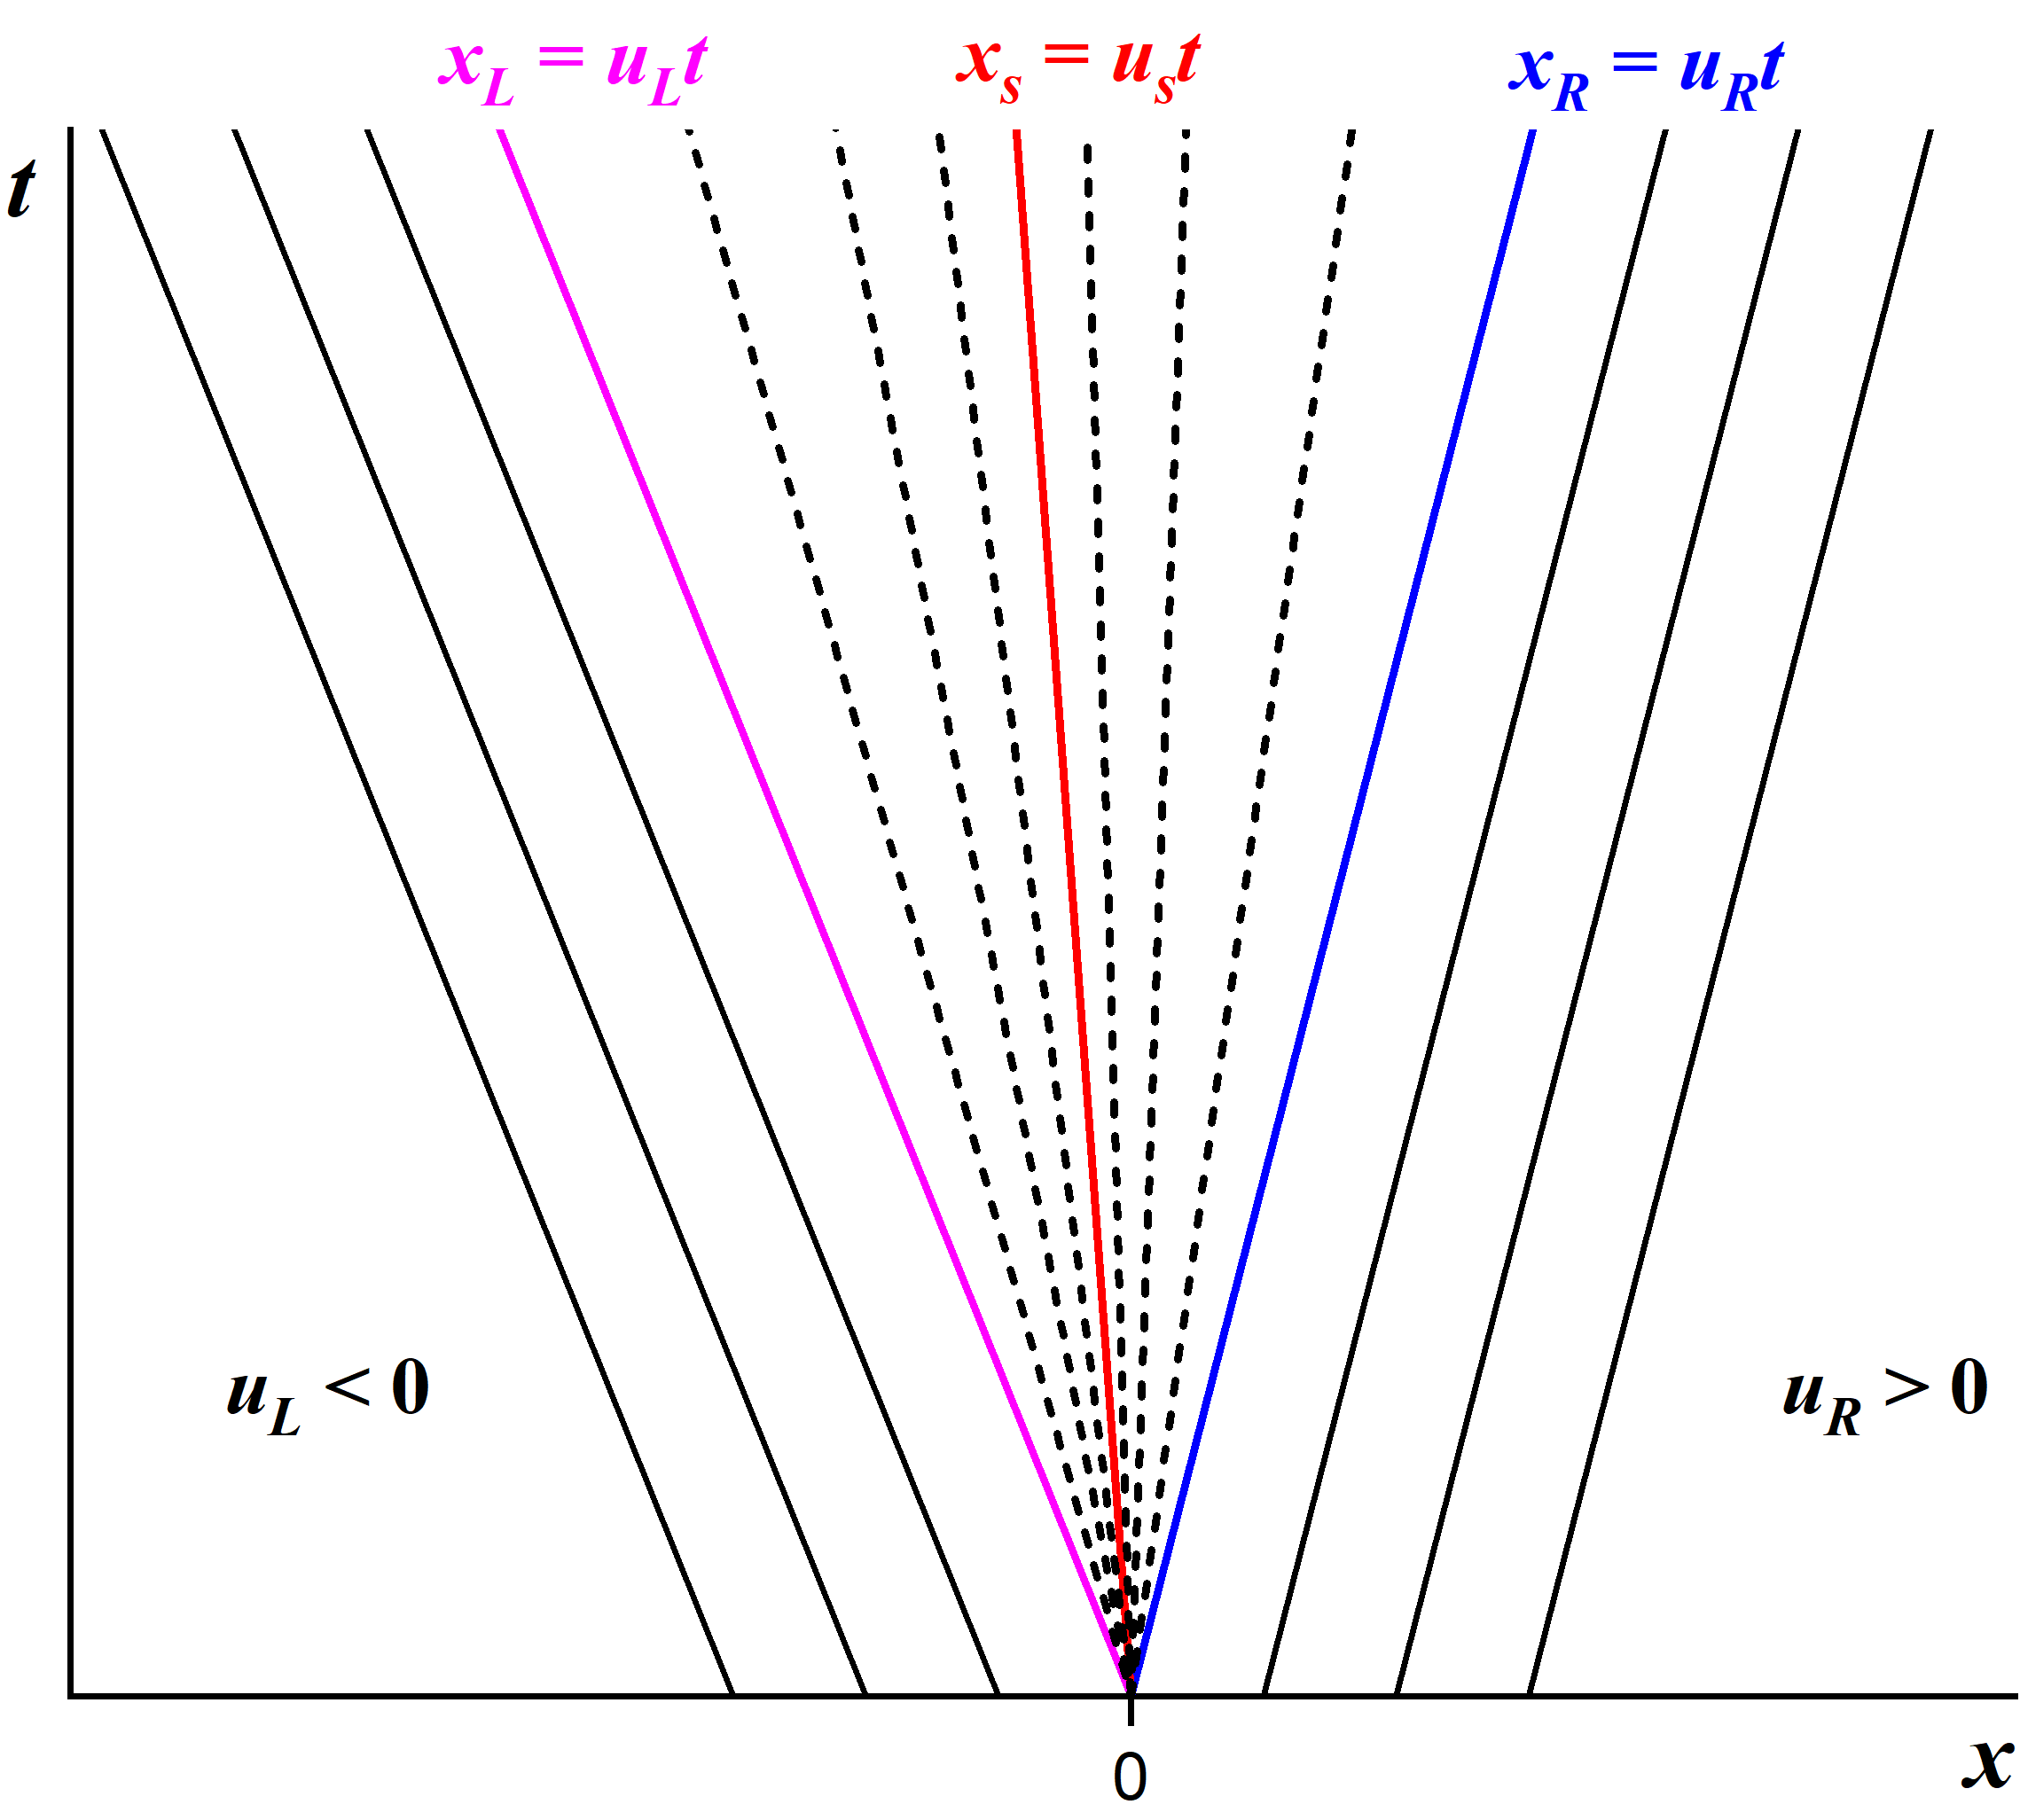 x_L = u_L t
x_s = u_s t
x_R = u_R t
t
u_L < 0
u_R > 0
x
0